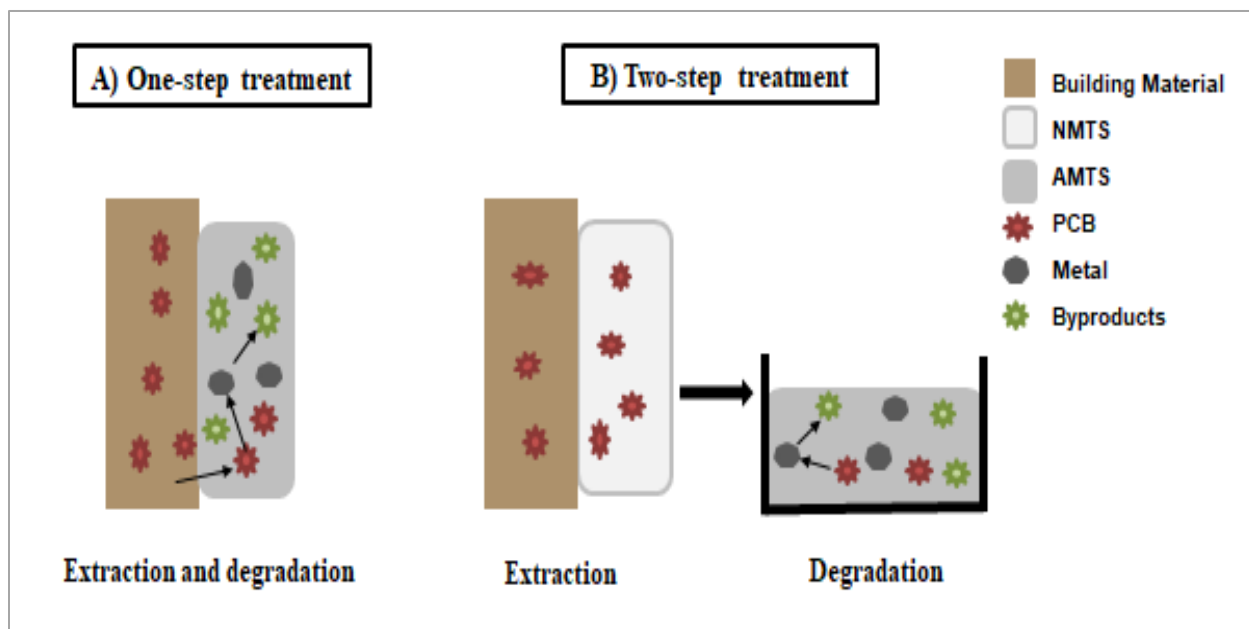 A) One-step treatment
B) Two-step treatment
Building Material
NMTS
AMTS
PCB
Metal
Byproducts
Extraction and degradation
Extraction
Degradation